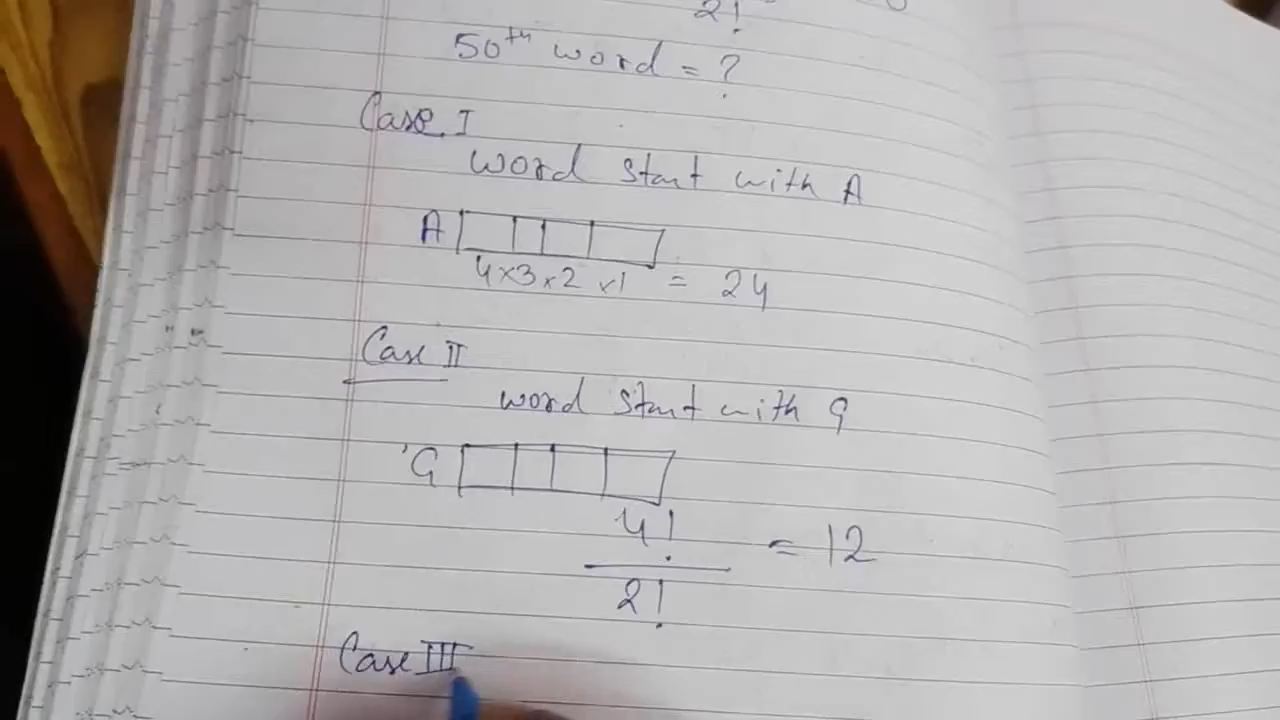 2!
50th word = ?
Case I
word start with A
A
4×3×2×1 = 24
Case II
word start with G
G
4!
2!
= 12
Case III